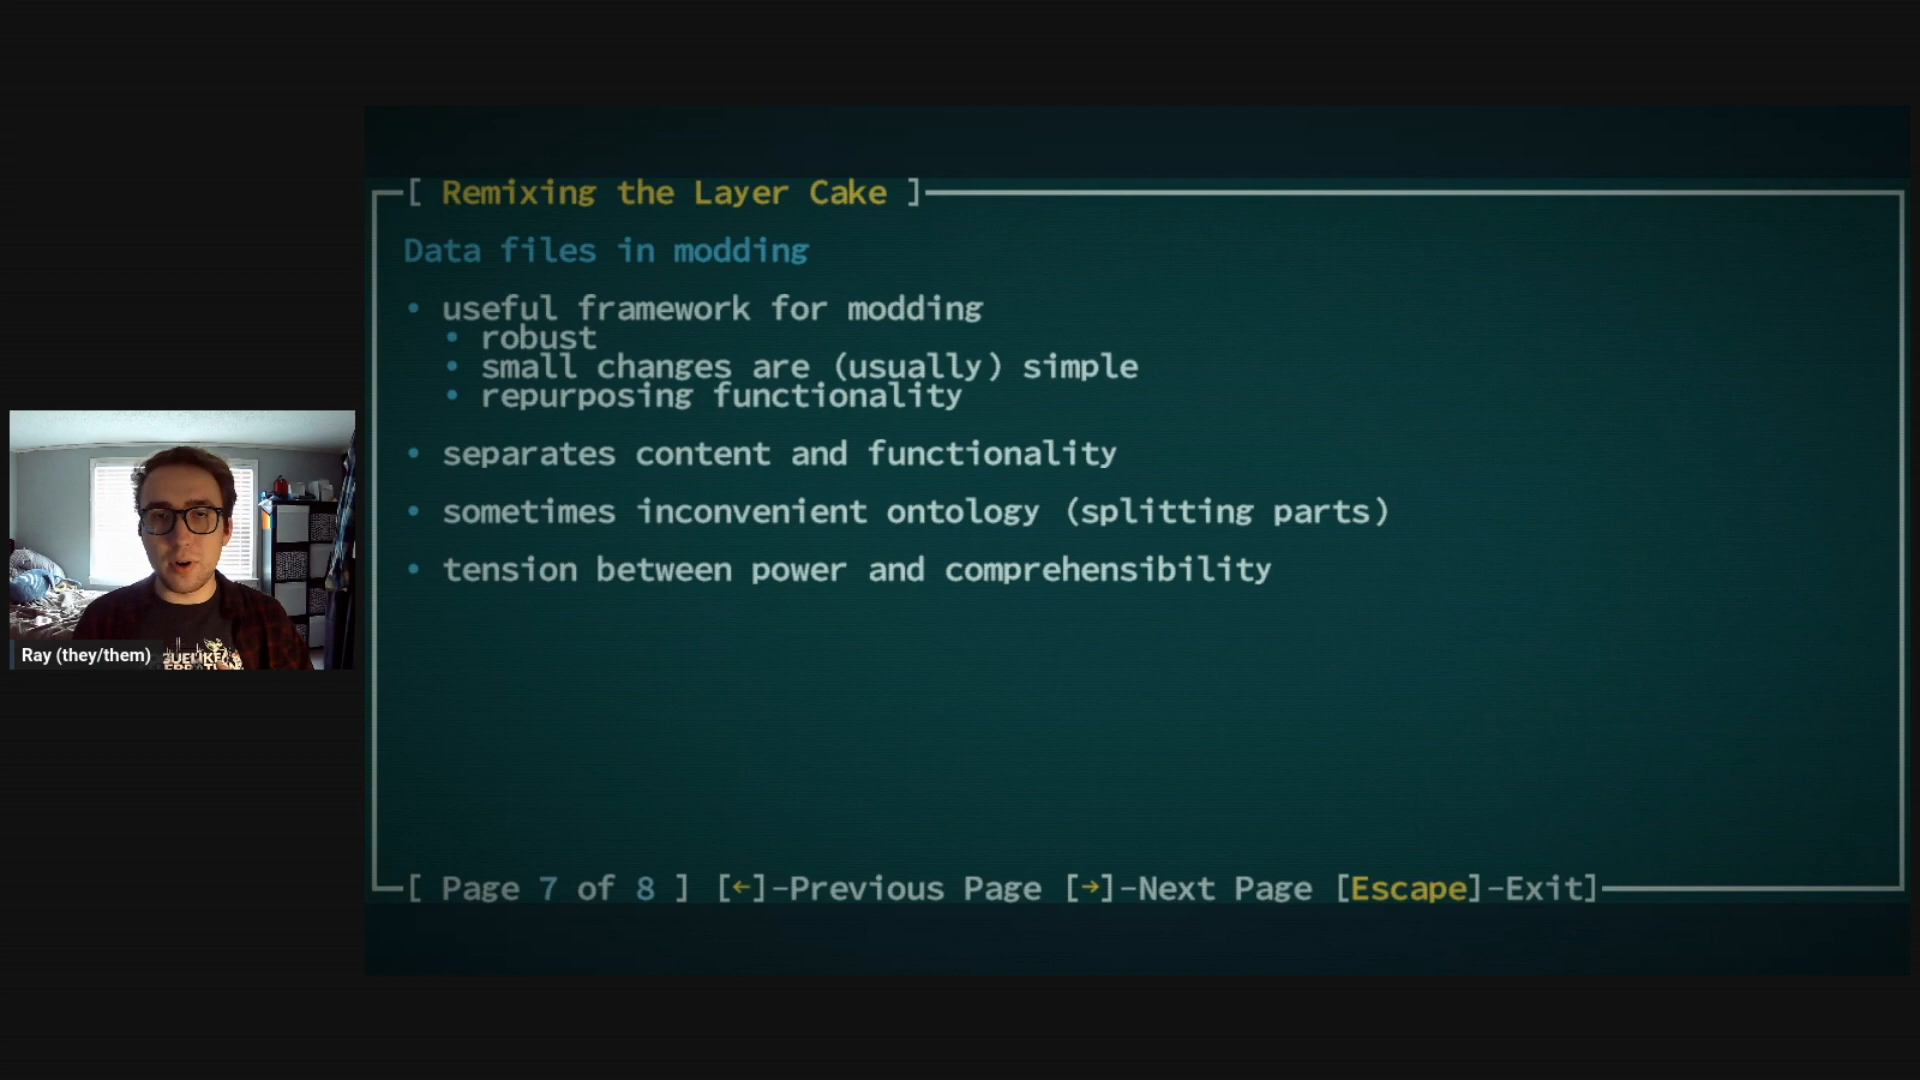 [ Remixing the Layer Cake ]
Data files in modding
• useful framework for modding
• robust
• small changes are (usually) simple
• repurposing functionality
• separates content and functionality
• sometimes inconvenient ontology (splitting parts)
• tension between power and comprehensibility
Ray (they/them)
[ Page 7 of 8 ] [←]-Previous Page [→]-Next Page [Escape]-Exit]